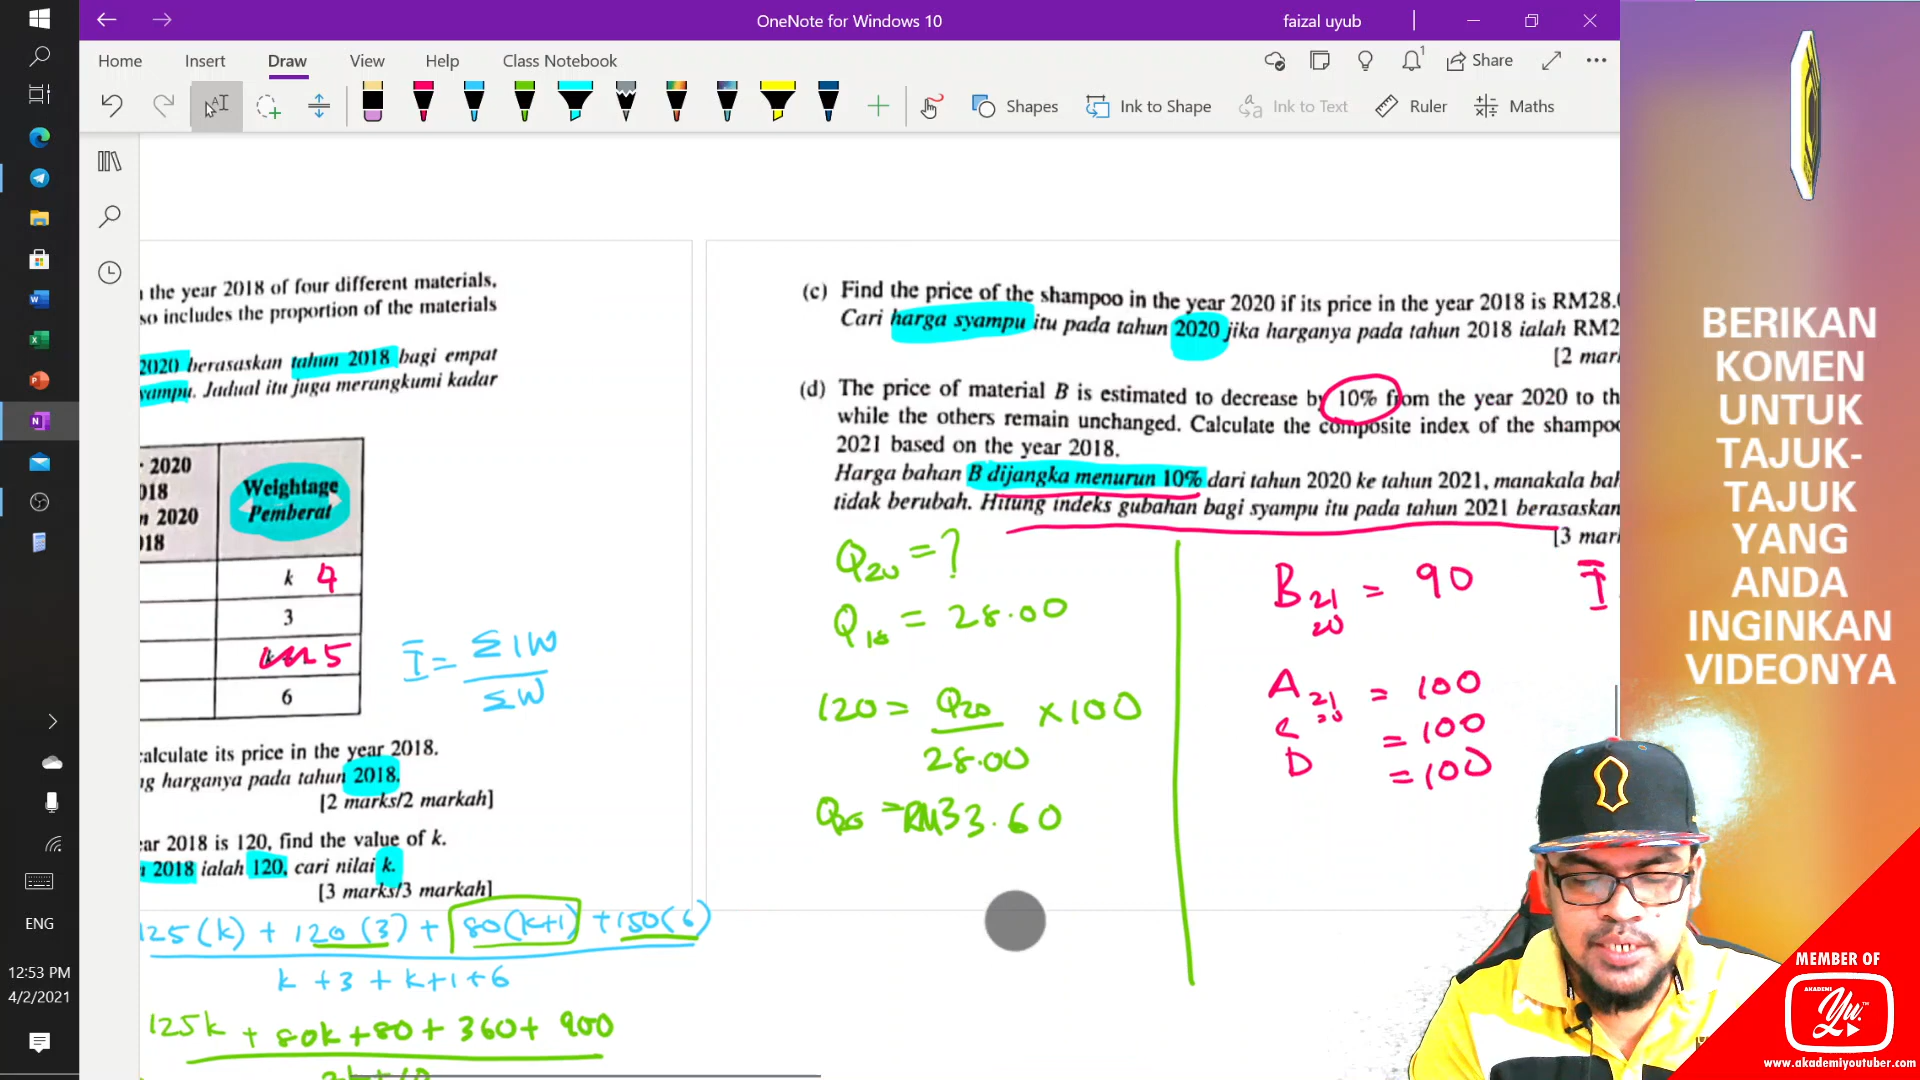 OneNote for Windows 10
faizal uyub
Home Insert Draw View Help Class Notebook
Share
Shapes Ink to Shape Ink to Text Ruler Maths
the year 2018 of four different materials,
so includes the proportion of the materials
2020 berasaskan tahun 2018 bagi empat
syampu. Jadual itu juga merangkumi kadar
2020
018
n 2020
018
Weightage
Pemberat
k 4
3
5
6
I = ΣIW
ΣW
calculate its price in the year 2018.
ng harganya pada tahun 2018.
[2 marks/2 markah]
ear 2018 is 120, find the value of k.
2018 ialah 120, cari nilai k.
[3 marks/3 markah]
125(k) + 120(3) + 80(k+1) + 150(6)
k + 3 + k+1+6
125k + 80k+80 + 360+ 900
(c) Find the price of the shampoo in the year 2020 if its price in the year 2018 is RM28.
Cari harga syampu itu pada tahun 2020 jika harganya pada tahun 2018 ialah RM2
[2 mar
(d) The price of material B is estimated to decrease by 10% from the year 2020 to th
while the others remain unchanged. Calculate the composite index of the shampoo
2021 based on the year 2018.
Harga bahan B dijangka menurun 10% dari tahun 2020 ke tahun 2021, manakala bah
tidak berubah. Hitung indeks gubahan bagi syampu itu pada tahun 2021 berasaskan
[3 mar
Q20 = ?
Q18 = 28.00
120 = Q20 × 100
28.00
Q20 = RM33.60
B 21 = 90
20
I
A 21 = 100
20
C = 100
D = 100
BERIKAN
KOMEN
UNTUK
TAJUK-
TAJUK
YANG
ANDA
INGINKAN
VIDEONYA
MEMBER OF
AKADEMI
Yu
www.akademiyoutuber.com
ENG
12:53 PM
4/2/2021